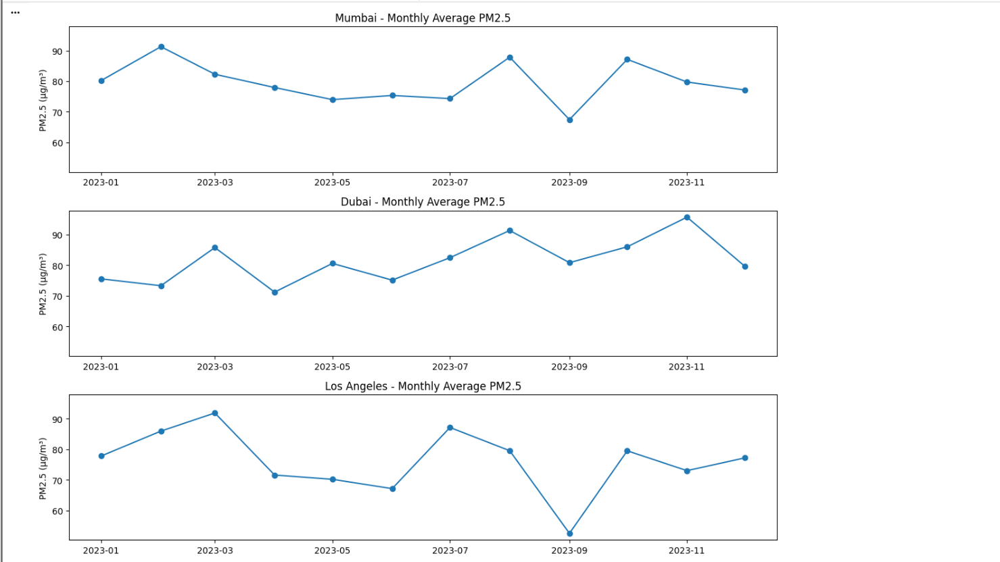 ...
Mumbai - Monthly Average PM2.5
PM2.5 (µg/m³)
90
80
70
60
2023-01 2023-03 2023-05 2023-07 2023-09 2023-11
Dubai - Monthly Average PM2.5
PM2.5 (µg/m³)
90
80
70
60
2023-01 2023-03 2023-05 2023-07 2023-09 2023-11
Los Angeles - Monthly Average PM2.5
PM2.5 (µg/m³)
90
80
70
60
2023-01 2023-03 2023-05 2023-07 2023-09 2023-11